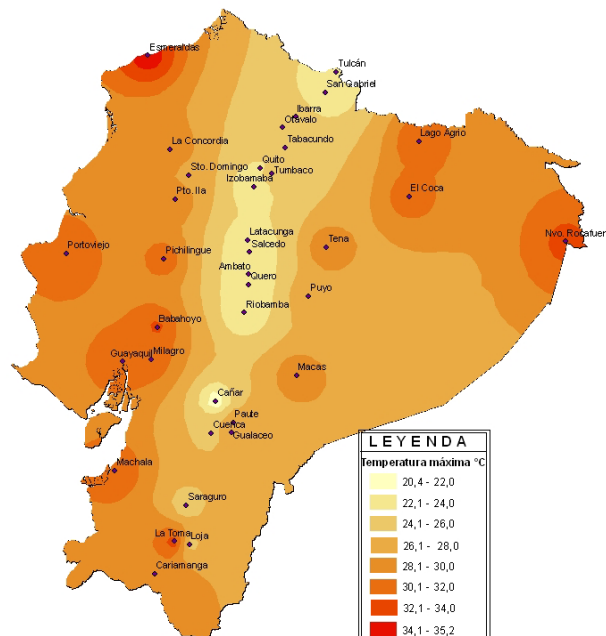 Esmeraldas
Tulcán
San Gabriel
Ibarra
Otavalo
La Concordia
Tabacundo
Lago Agrio
Quito
Sto. Domingo
Tumbaco
Izobamaba
Pto. Ila
El Coca
Nvo. Rocafuer
Latacunga
Salcedo
Tena
Portoviejo
Pichilingue
Ambato
Quero
Puyo
Riobamba
Babahoyo
Guayaquil
Milagro
Macas
Cañar
Paute
Cuenca
Gualaceo
Machala
Saraguro
La Toma
Loja
Cariamanga
LEYENDA
Temperatura máxima °C
20,4 - 22,0
22,1 - 24,0
24,1 - 26,0
26,1 - 28,0
28,1 - 30,0
30,1 - 32,0
32,1 - 34,0
34,1 - 35,2